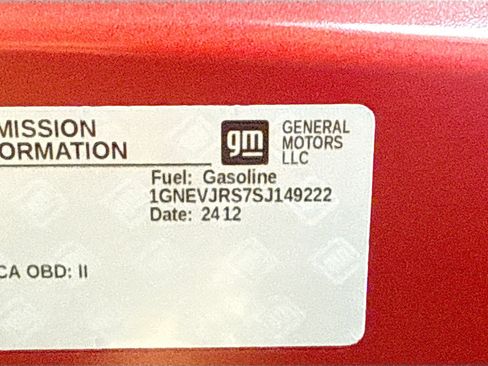 MISSION
ORMATION
gm
GENERAL
MOTORS
LLC
Fuel: Gasoline
1GNEVJRS7SJ149222
Date: 2412
CA OBD: II